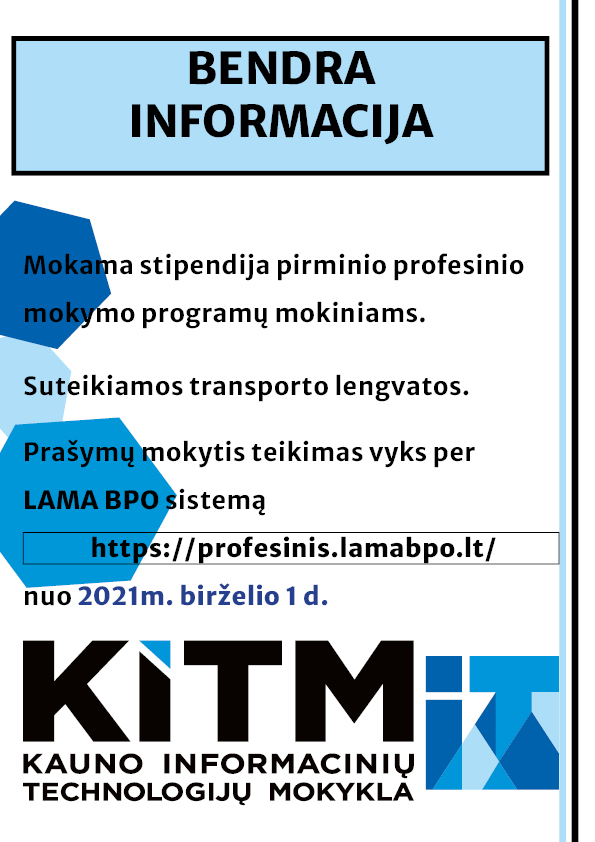 BENDRA
INFORMACIJA
Mokama stipendija pirminio profesinio
mokymo programų mokiniams.
Suteikiamos transporto lengvatos.
Prašymų mokytis teikimas vyks per
LAMA BPO sistemą
https://profesinis.lamabpo.lt/
nuo 2021m. birželio 1 d.
KiTM iT
KAUNO INFORMACINIŲ
TECHNOLOGIJŲ MOKYKLA